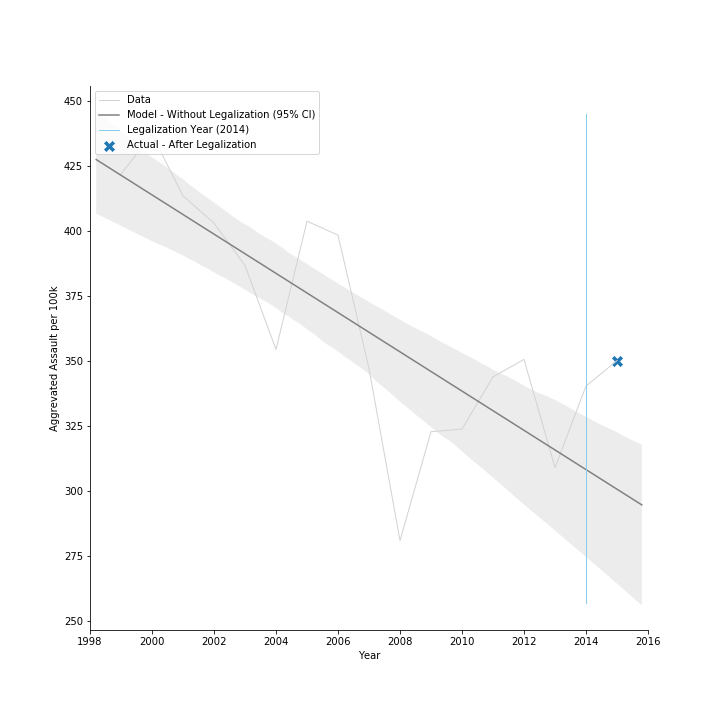 Data
Model - Without Legalization (95% CI)
Legalization Year (2014)
Actual - After Legalization
450
425
400
375
350
325
300
275
250
Aggrevated Assault per 100k
1998 2000 2002 2004 2006 2008 2010 2012 2014 2016
Year